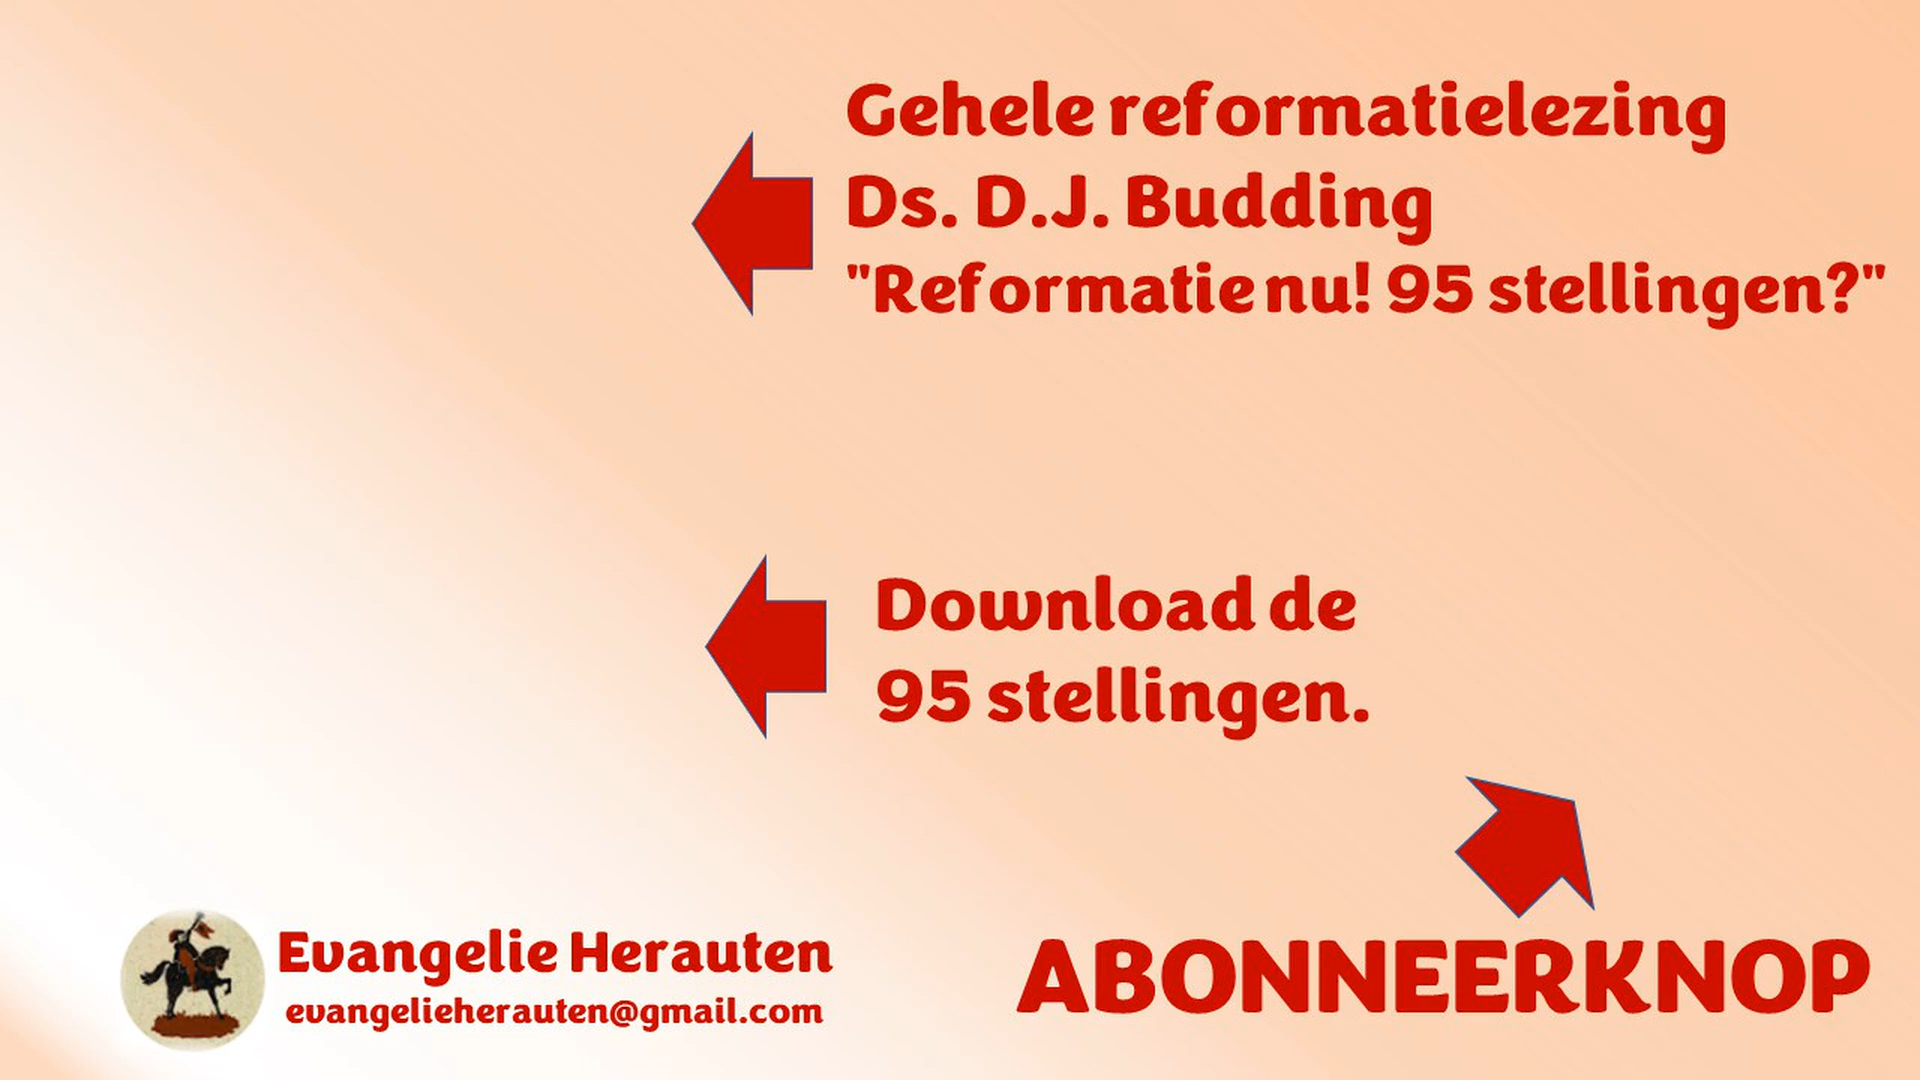 Gehele reformatielezing
Ds. D.J. Budding
"Reformatie nu! 95 stellingen?"
Download de
95 stellingen.
Evangelie Herauten
evangelieherauten@gmail.com
ABONNEERKNOP